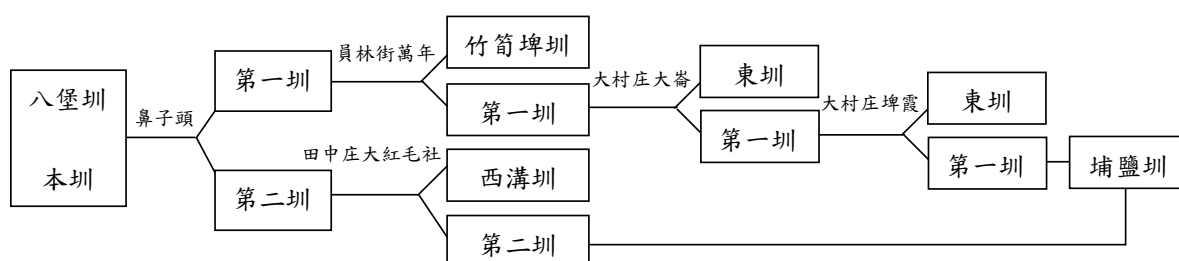 八堡圳
本圳
鼻子頭
第一圳
員林街萬年
竹筍埤圳
第一圳
大村庄大崙
東圳
第一圳
大村庄埤霞
東圳
第一圳
埔鹽圳
第二圳
田中庄大紅毛社
西溝圳
第二圳